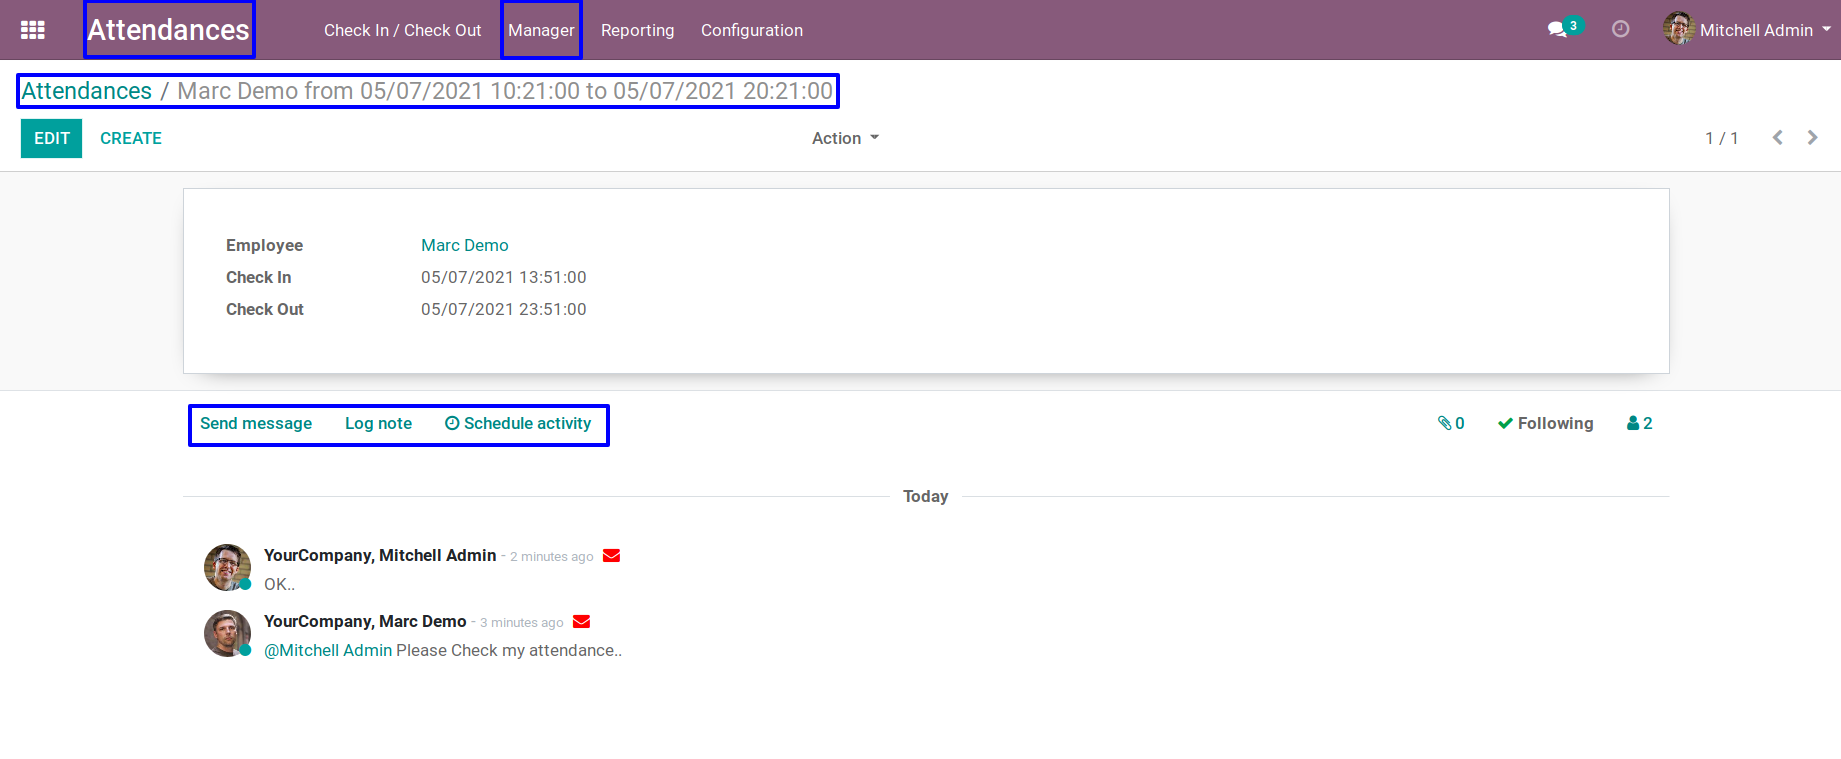 Attendances Check In / Check Out Manager Reporting Configuration 3 Mitchell Admin
Attendances / Marc Demo from 05/07/2021 10:21:00 to 05/07/2021 20:21:00
EDIT CREATE Action 1 / 1
Employee Marc Demo
Check In 05/07/2021 13:51:00
Check Out 05/07/2021 23:51:00
Send message Log note Schedule activity 0 Following 2
Today
YourCompany, Mitchell Admin - 2 minutes ago
OK..
YourCompany, Marc Demo - 3 minutes ago
@Mitchell Admin Please Check my attendance..